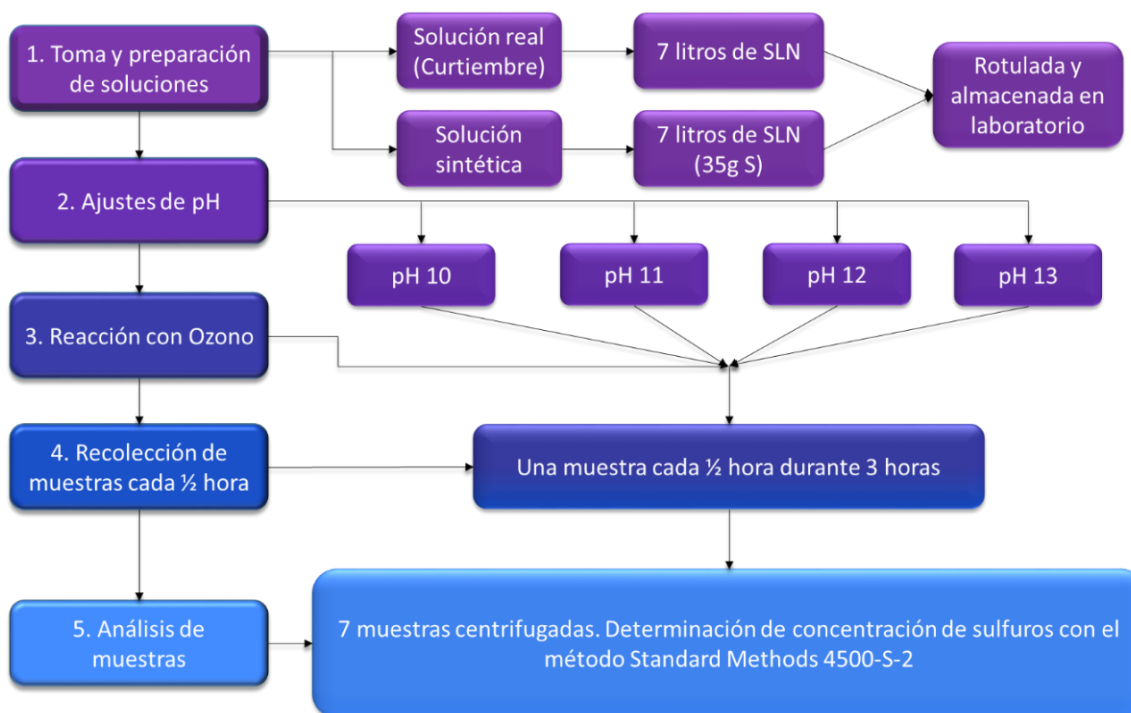 1. Toma y preparación
de soluciones
Solución real
(Curtiembre)
7 litros de SLN
Rotulada y
almacenada en
laboratorio
Solución
sintética
7 litros de SLN
(35g S)
2. Ajustes de pH
pH 10
pH 11
pH 12
pH 13
3. Reacción con Ozono
4. Recolección de
muestras cada ½ hora
Una muestra cada ½ hora durante 3 horas
5. Análisis de
muestras
7 muestras centrifugadas. Determinación de concentración de sulfuros con el
método Standard Methods 4500-S-2